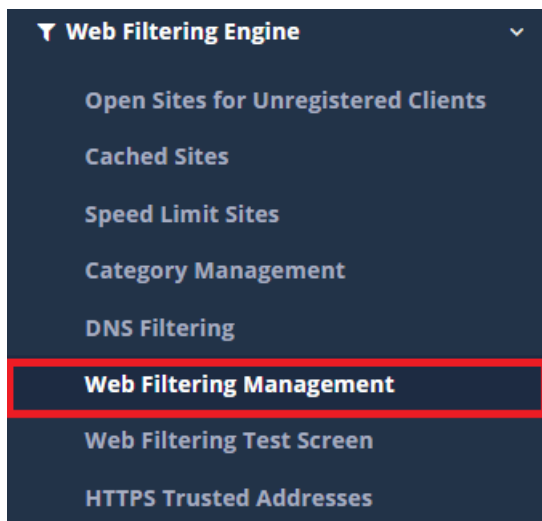 Web Filtering Engine
Open Sites for Unregistered Clients
Cached Sites
Speed Limit Sites
Category Management
DNS Filtering
Web Filtering Management
Web Filtering Test Screen
HTTPS Trusted Addresses